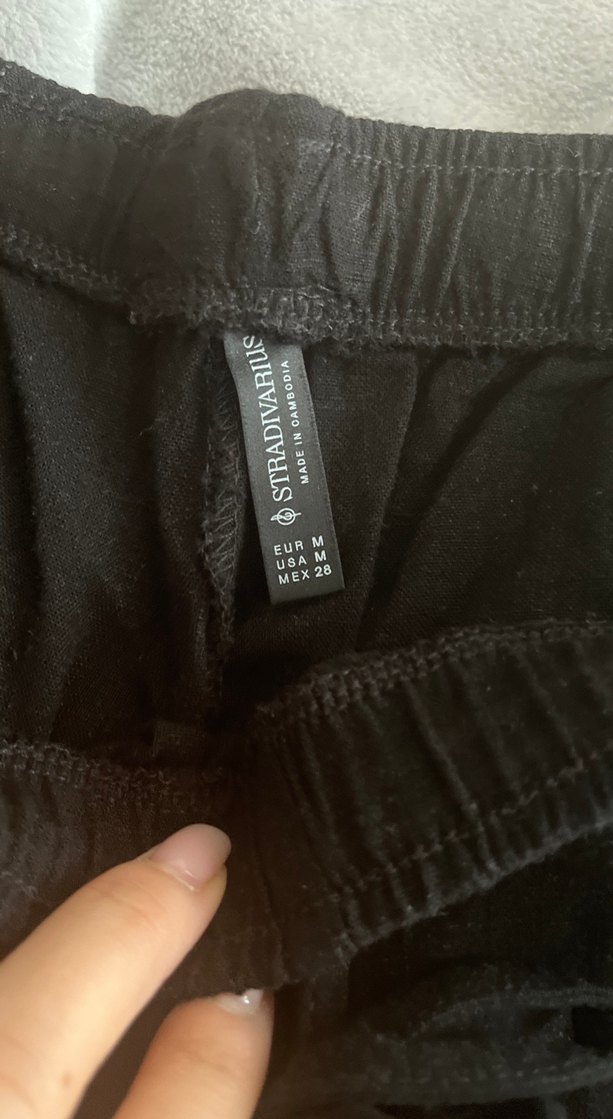 STRADIVARIUS
MADE IN CAMBODIA
EUR M
USA M
MEX 28